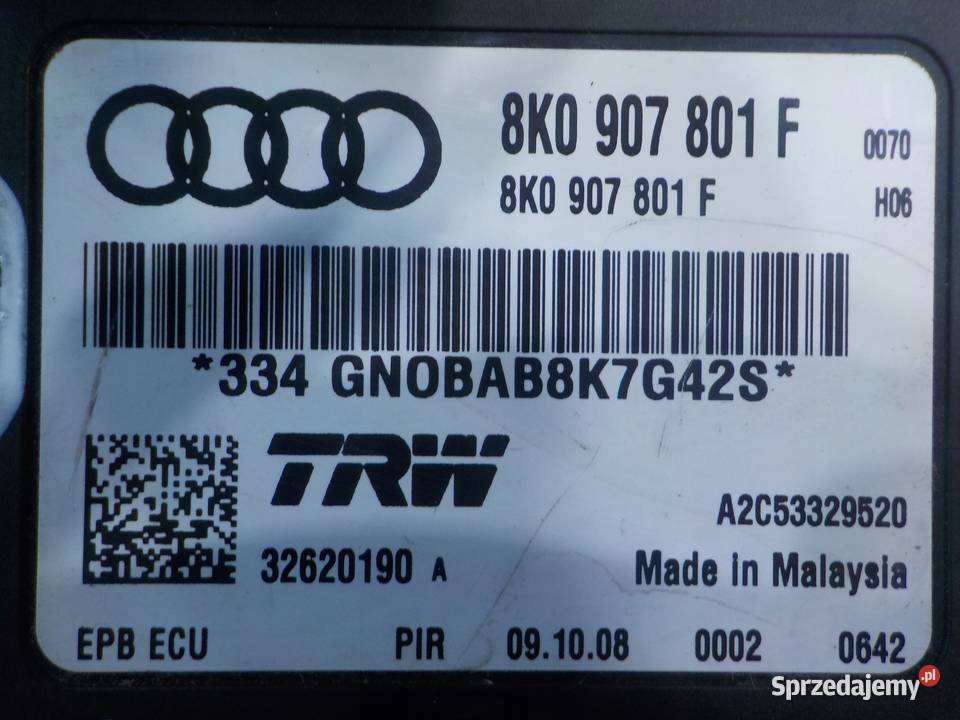 8K0 907 801 F 0070
8K0 907 801 F H06
*334 GNOBAB8K7G42S*
TRW
A2C53329520
32620190 A Made in Malaysia
EPB ECU PIR 09.10.08 0002 0642
Sprzedajemy.pl